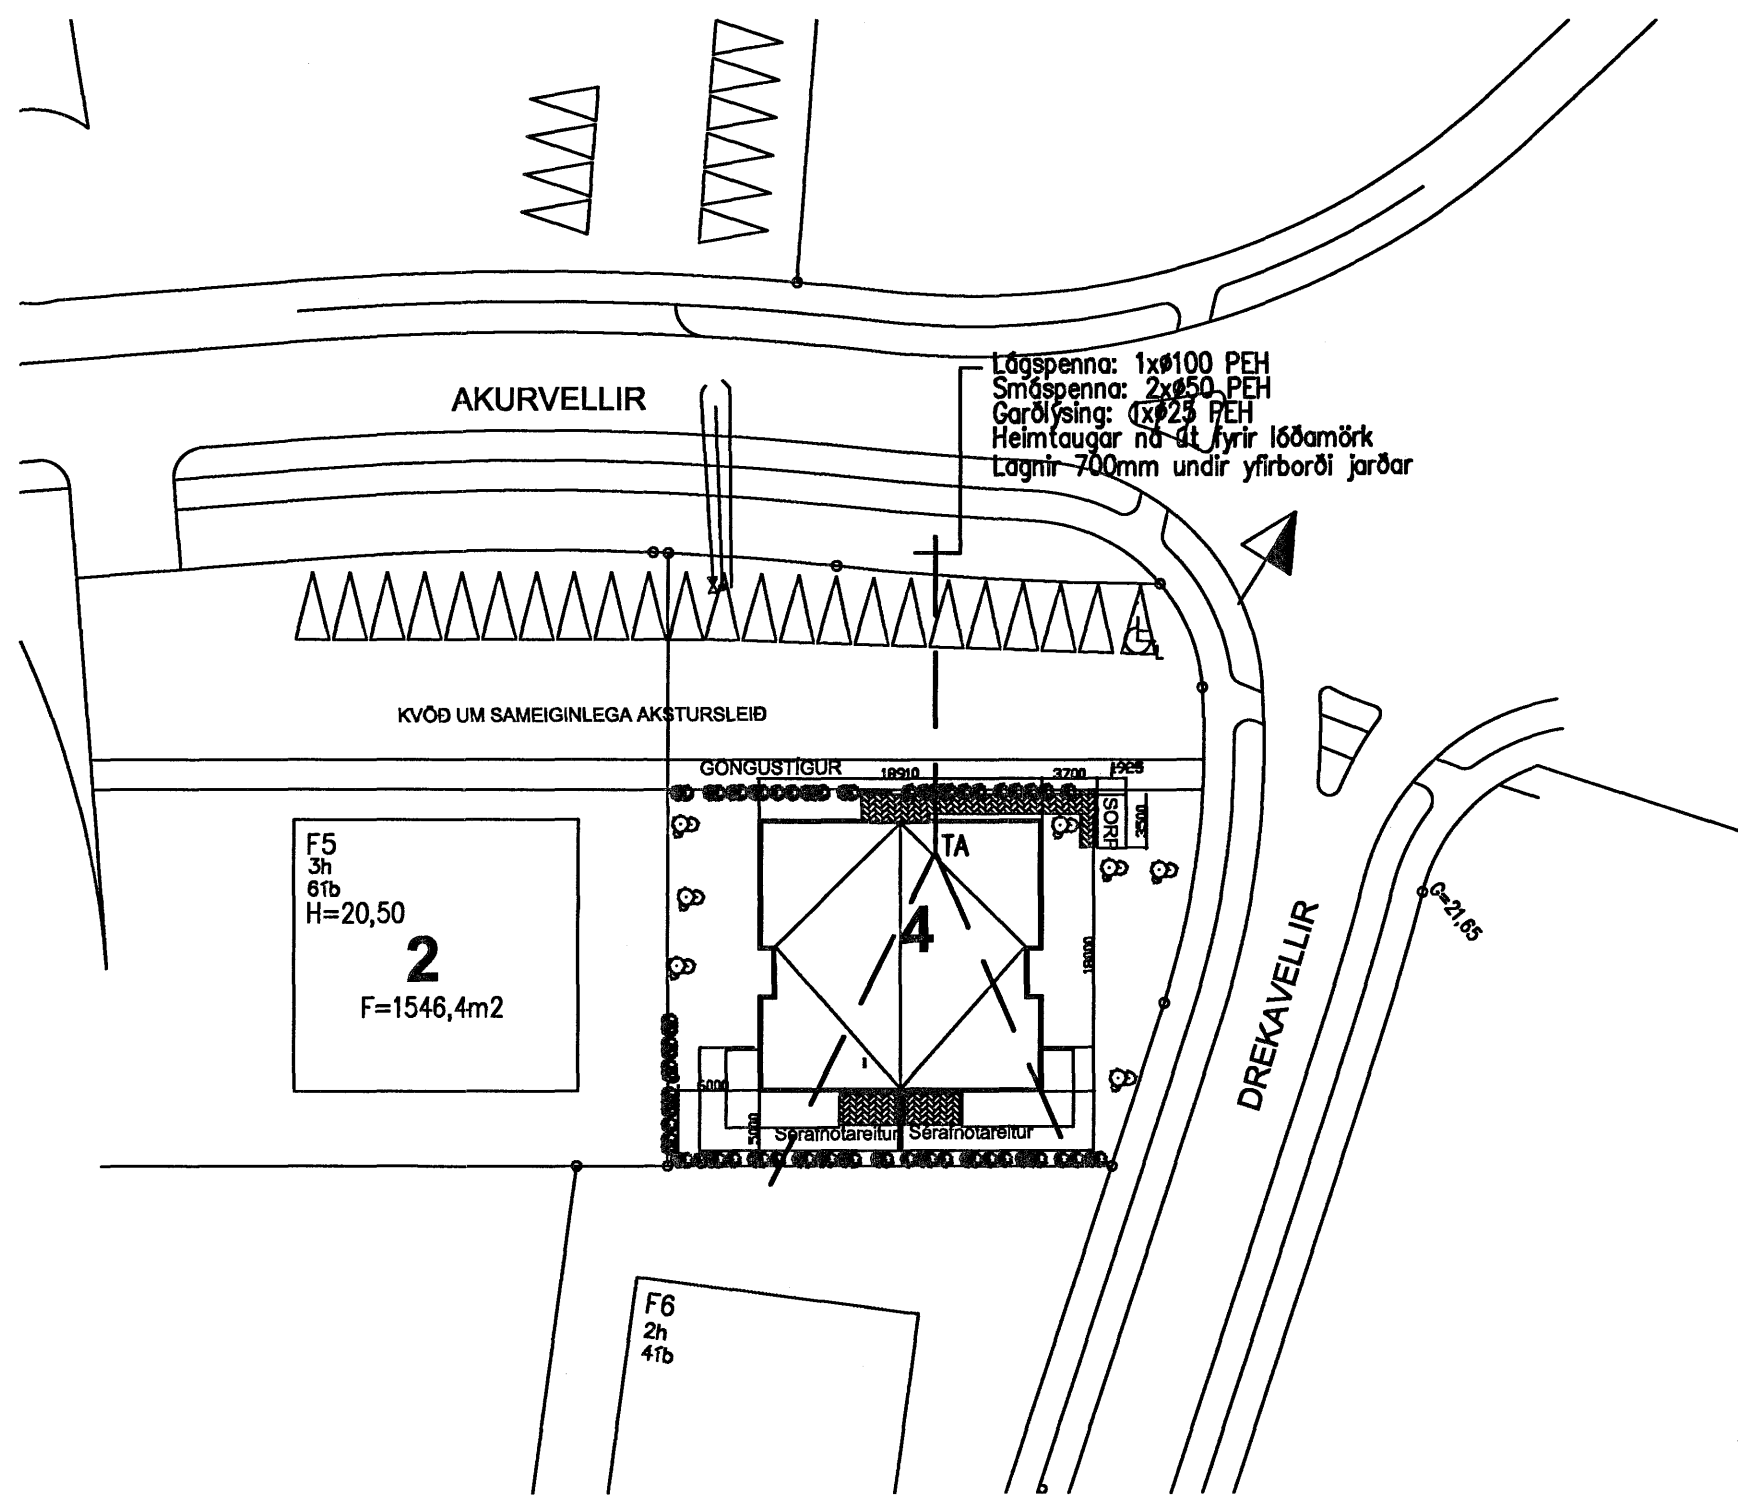 Lágspenna: 1xø100 PEH
Smáspenna: 2xø50 PEH
Garðlýsing: 1xø25 PEH
Heimtaugar ná út fyrir lóðamörk
Lagnir 700mm undir yfirborði jarðar
AKURVELLIR
KVÖÐ UM SAMEIGINLEGA AKSTURSLEIÐ
GÖNGUSTÍGUR
18910
3700
1925
SORP
3500
TA
F5
3h
6íb
H=20,50
2
F=1546,4m2
4
18000
G=21,65
DREKAVELLIR
5000
5000
Sérafnotareitur
Sérafnotareitur
F6
2h
4íb